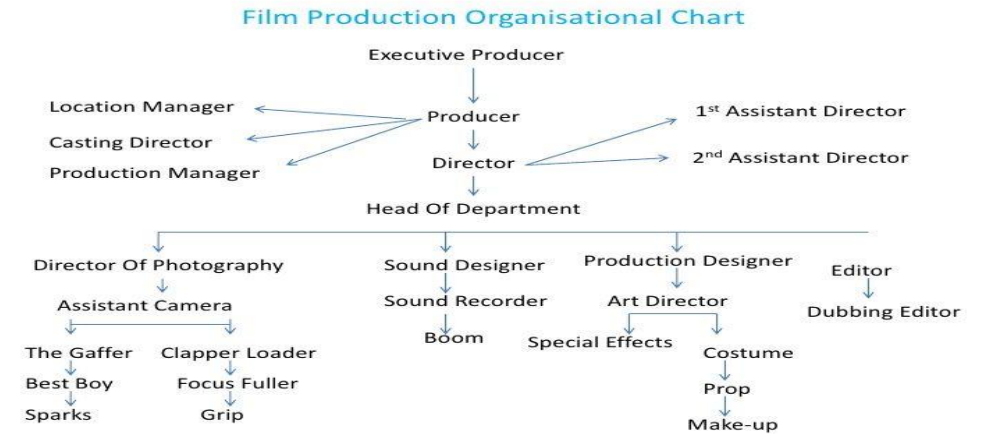 Film Production Organisational Chart
Executive Producer
Location Manager
Producer
1st Assistant Director
Casting Director
Director
2nd Assistant Director
Production Manager
Head Of Department
Director Of Photography
Sound Designer
Production Designer
Editor
Assistant Camera
Sound Recorder
Art Director
Dubbing Editor
The Gaffer
Clapper Loader
Boom
Special Effects
Costume
Best Boy
Focus Fuller
Prop
Sparks
Grip
Make-up